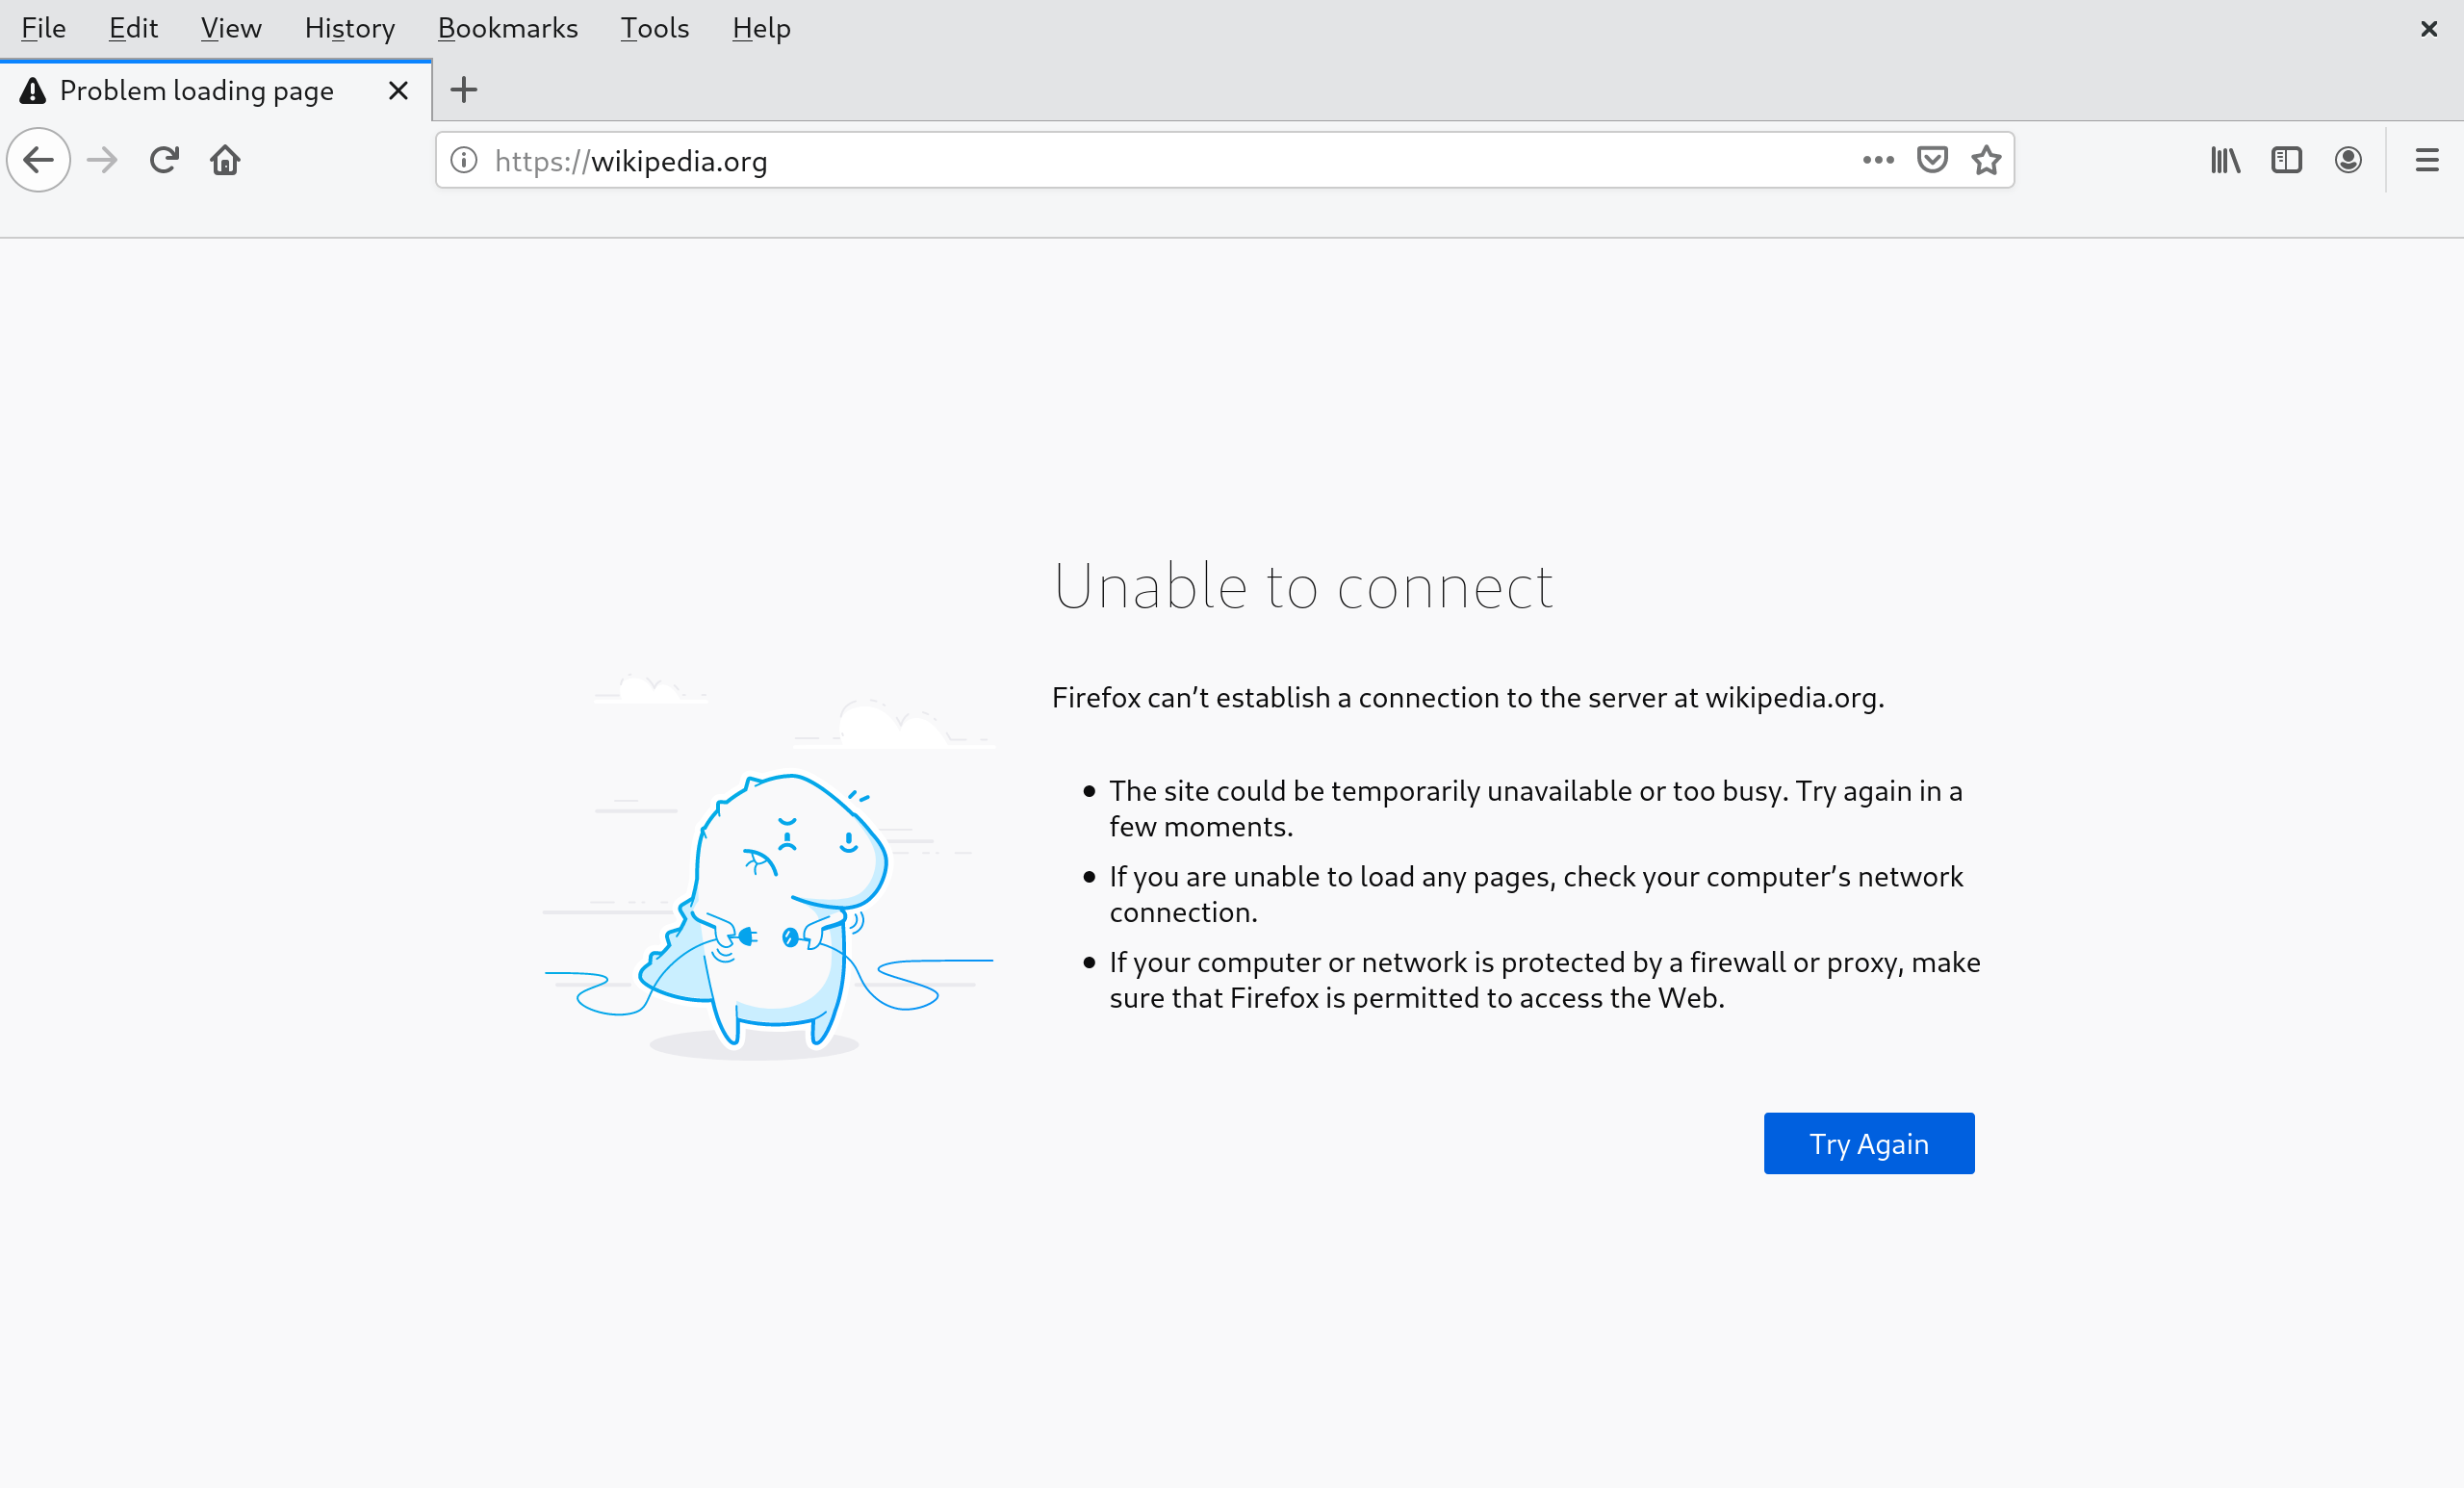 File Edit View History Bookmarks Tools Help
Problem loading page
https://wikipedia.org
Unable to connect
Firefox can’t establish a connection to the server at wikipedia.org.
The site could be temporarily unavailable or too busy. Try again in a
few moments.
If you are unable to load any pages, check your computer’s network
connection.
If your computer or network is protected by a firewall or proxy, make
sure that Firefox is permitted to access the Web.
Try Again